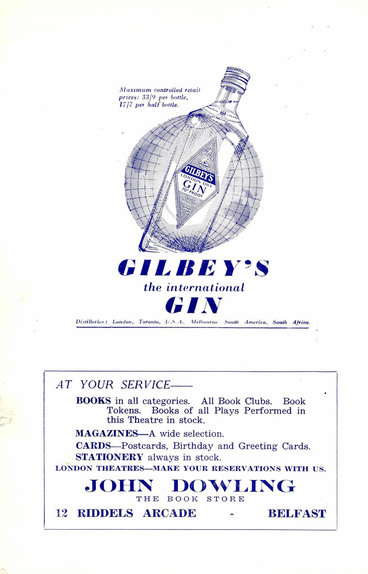 Maximum controlled retail
prices: 33/9 per bottle,
17/7 per half bottle.
GILBEY'S
GIN
GILBEY'S
the international
GIN
Distilleries: London, Toronto, U.S.A. Melbourne South America, South Africa.
AT YOUR SERVICE—
BOOKS in all categories. All Book Clubs. Book
Tokens. Books of all Plays Performed in
this Theatre in stock.
MAGAZINES—A wide selection.
CARDS—Postcards, Birthday and Greeting Cards.
STATIONERY always in stock.
LONDON THEATRES—MAKE YOUR RESERVATIONS WITH US.
JOHN DOWLING
THE BOOK STORE
12 RIDDELS ARCADE - BELFAST